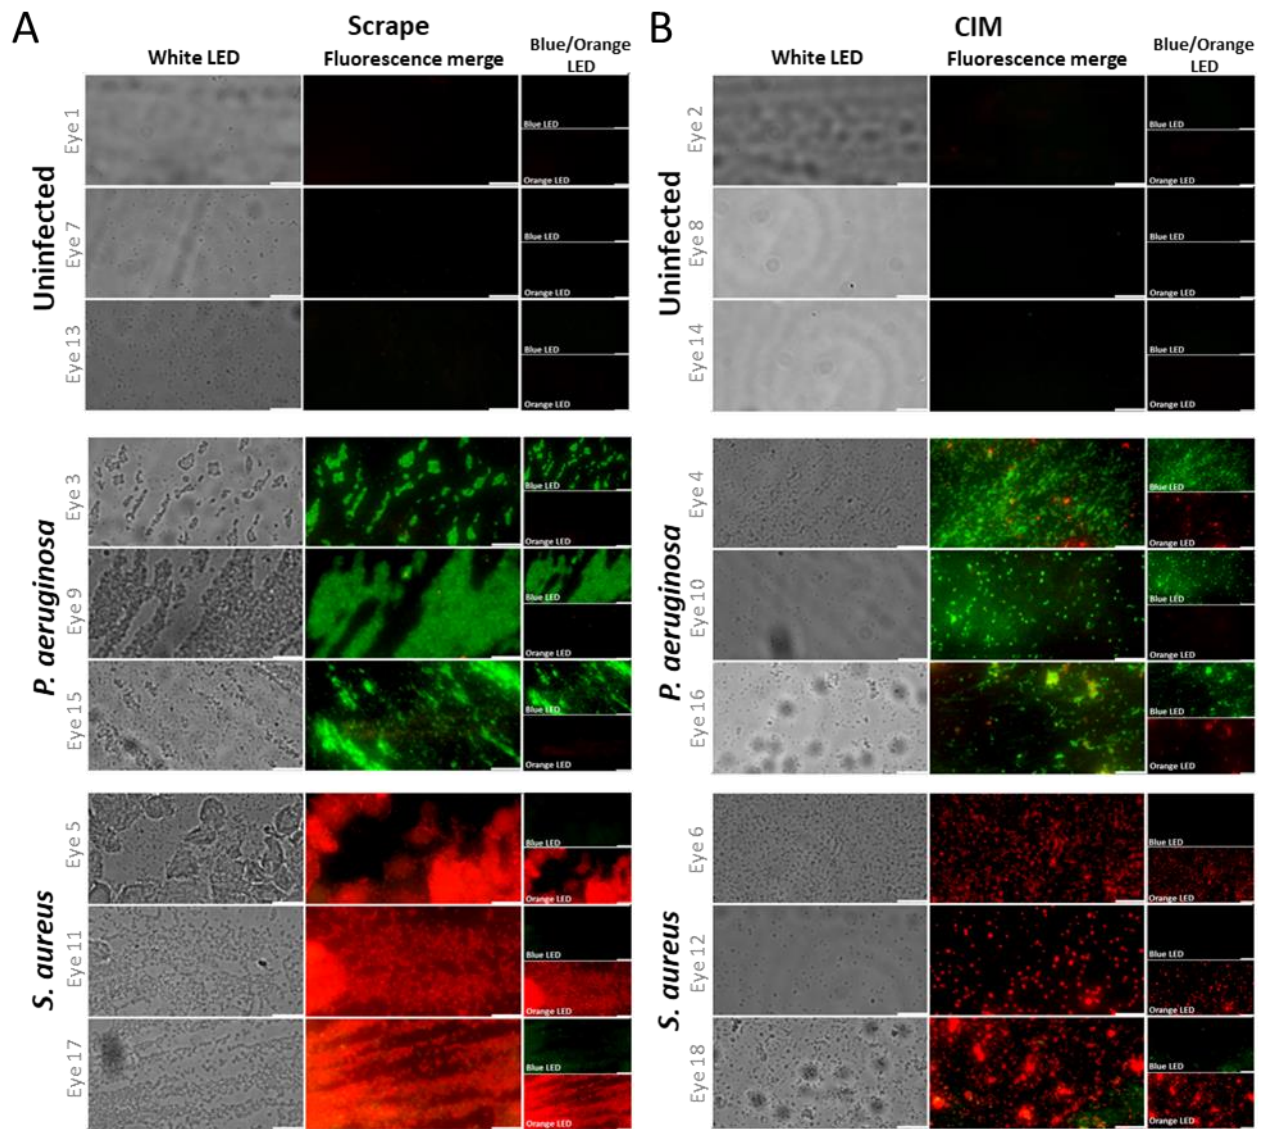 A
Scrape
White LED
Fluorescence merge
Blue/Orange
LED
Uninfected
Eye 1
Blue LED
Orange LED
Eye 7
Blue LED
Orange LED
Eye 13
Blue LED
Orange LED
P. aeruginosa
Eye 3
Blue LED
Orange LED
Eye 9
Blue LED
Orange LED
Eye 15
Blue LED
Orange LED
S. aureus
Eye 5
Blue LED
Orange LED
Eye 11
Blue LED
Orange LED
Eye 17
Blue LED
Orange LED
B
CIM
White LED
Fluorescence merge
Blue/Orange
LED
Uninfected
Eye 2
Blue LED
Orange LED
Eye 8
Blue LED
Orange LED
Eye 14
Blue LED
Orange LED
P. aeruginosa
Eye 4
Blue LED
Orange LED
Eye 10
Blue LED
Orange LED
Eye 16
Blue LED
Orange LED
S. aureus
Eye 6
Blue LED
Orange LED
Eye 12
Blue LED
Orange LED
Eye 18
Blue LED
Orange LED